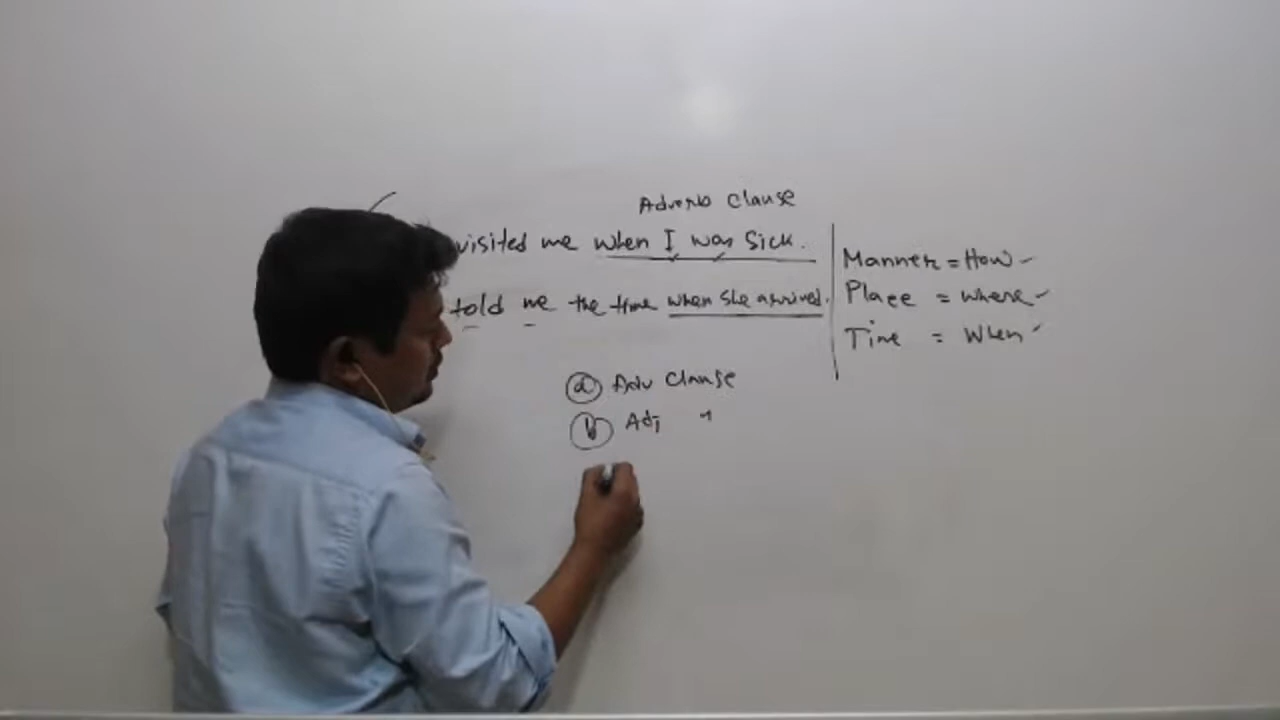 Adverb Clause
visited me when I was Sick.
told me the time when she arrived.
Manner = How
Place = where
Time = When
(a) Adv Clause
(b) Adj "